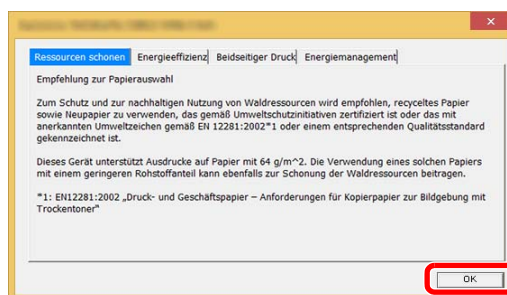 Ressourcen schonen Energieeffizienz Beidseitiger Druck Energiemanagement
Empfehlung zur Papierauswahl
Zum Schutz und zur nachhaltigen Nutzung von Waldressourcen wird empfohlen, recyceltes Papier
sowie Neupapier zu verwenden, das gemäß Umweltschutzinitiativen zertifiziert ist oder das mit
anerkannten Umweltzeichen gemäß EN 12281:2002*1 oder einem entsprechenden Qualitätsstandard
gekennzeichnet ist.
Dieses Gerät unterstützt Ausdrucke auf Papier mit 64 g/m^2. Die Verwendung eines solchen Papiers
mit einem geringeren Rohstoffanteil kann ebenfalls zur Schonung der Waldressourcen beitragen.
*1: EN12281:2002 „Druck- und Geschäftspapier – Anforderungen für Kopierpapier zur Bildgebung mit
Trockentoner"
OK